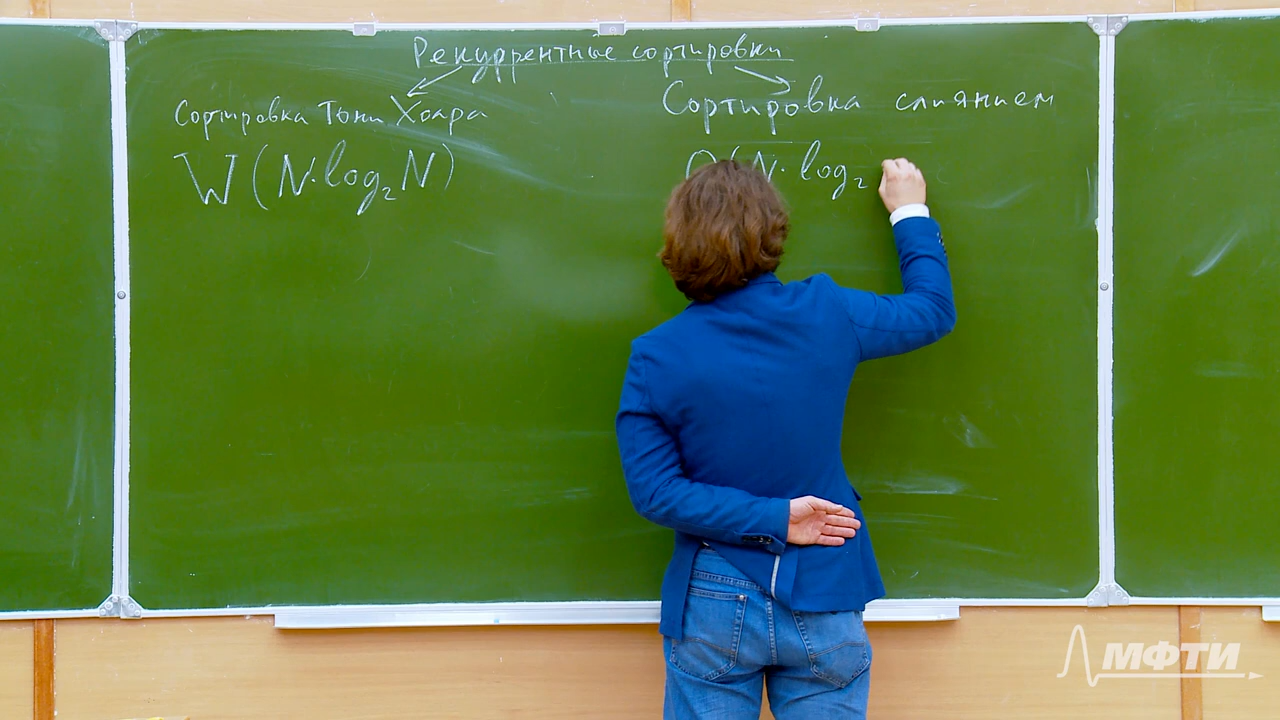 Рекуррентные сортировки
Сортировка Тони Хоара
W(N·log₂N)
Сортировка слиянием
O(N·log₂
МФТИ